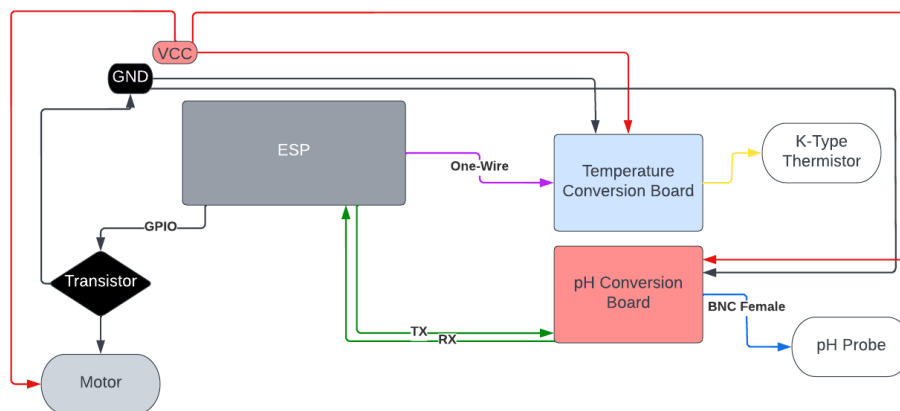 VCC
GND
ESP
One-Wire
Temperature
Conversion Board
K-Type
Thermistor
GPIO
Transistor
pH Conversion
Board
BNC Female
TX
RX
pH Probe
Motor